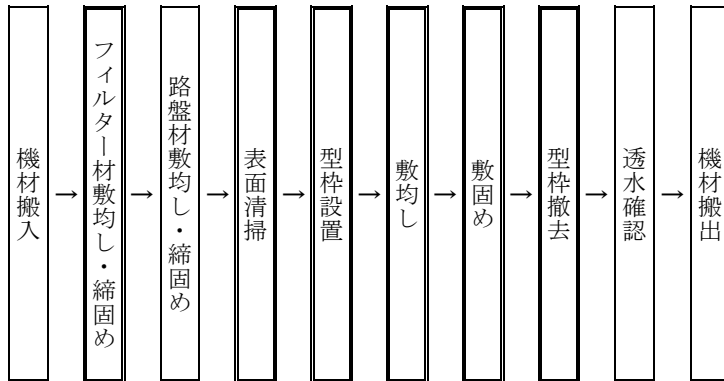 機材搬入
→
フィルター材敷均し・締固め
→
路盤材敷均し・締固め
→
表面清掃
→
型枠設置
→
敷均し
→
敷固め
→
型枠撤去
→
透水確認
→
機材搬出